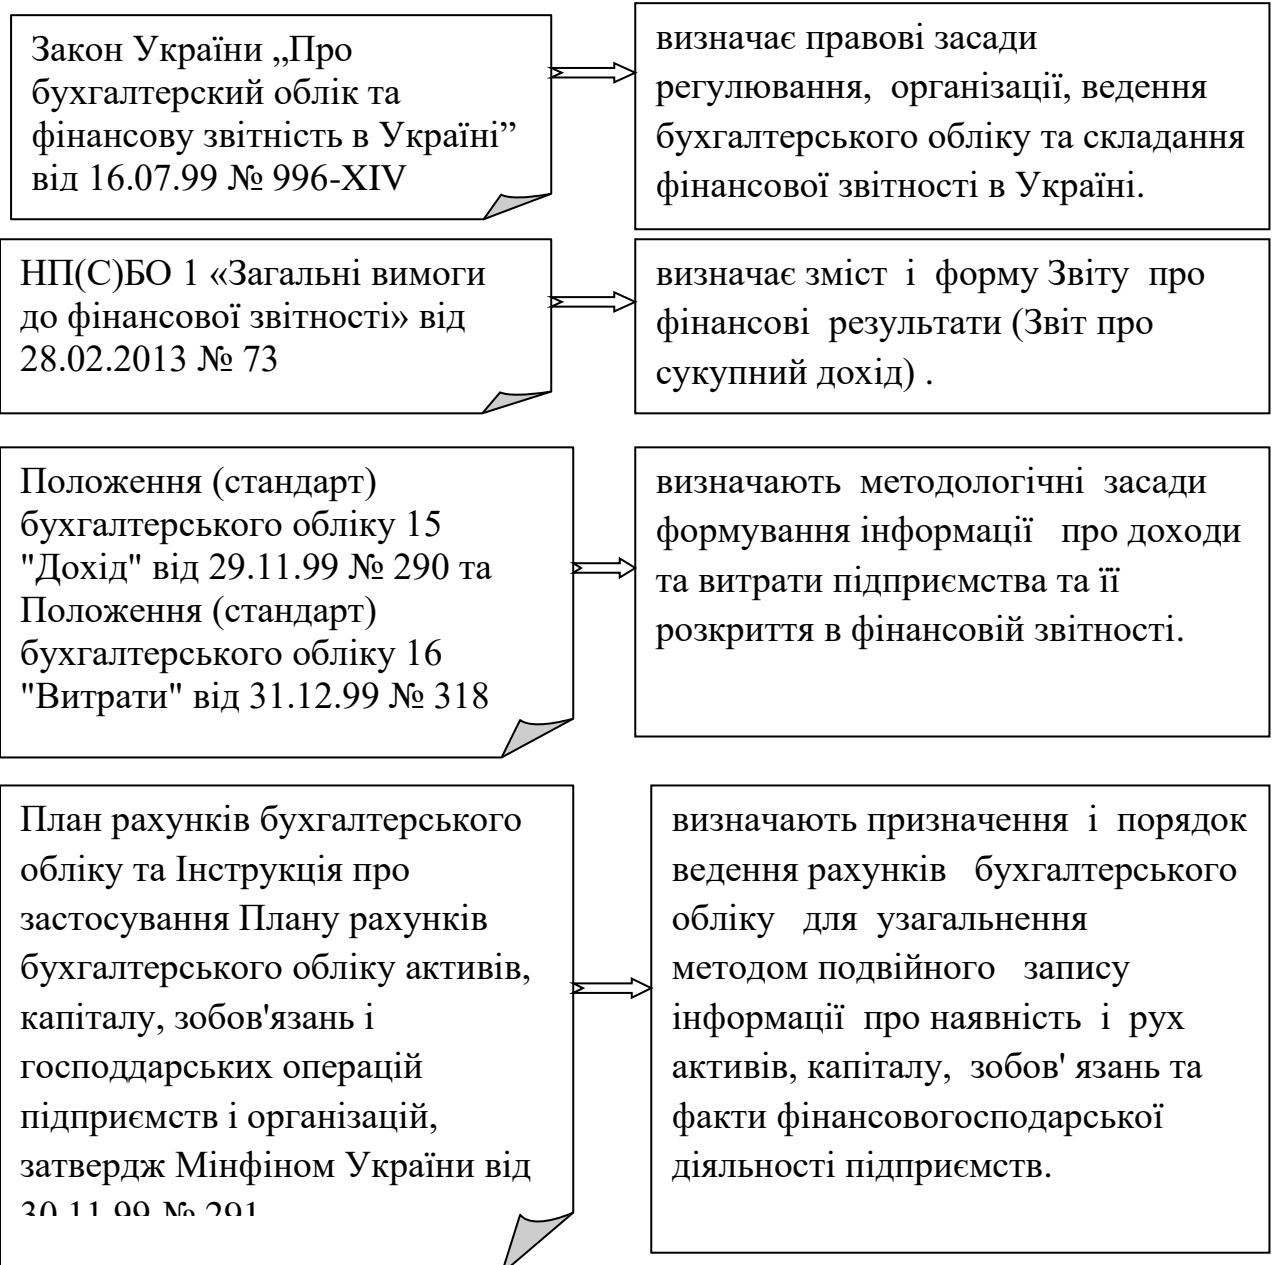 Закон України „Про
бухгалтерский облік та
фінансову звітність в Україні”
від 16.07.99 № 996-XIV
визначає правові засади
регулювання, організації, ведення
бухгалтерського обліку та складання
фінансової звітності в Україні.
НП(С)БО 1 «Загальні вимоги
до фінансової звітності» від
28.02.2013 № 73
визначає зміст і форму Звіту про
фінансові результати (Звіт про
сукупний дохід) .
Положення (стандарт)
бухгалтерського обліку 15
"Дохід" від 29.11.99 № 290 та
Положення (стандарт)
бухгалтерського обліку 16
"Витрати" від 31.12.99 № 318
визначають методологічні засади
формування інформації про доходи
та витрати підприємства та її
розкриття в фінансовій звітності.
План рахунків бухгалтерського
обліку та Інструкція про
застосування Плану рахунків
бухгалтерського обліку активів,
капіталу, зобов'язань і
господдарських операцій
підприємств і організацій,
затвердж Мінфіном України від
30.11.99 № 291
визначають призначення і порядок
ведення рахунків бухгалтерського
обліку для узагальнення
методом подвійного запису
інформації про наявність і рух
активів, капіталу, зобов' язань та
факти фінансовогосподарської
діяльності підприємств.